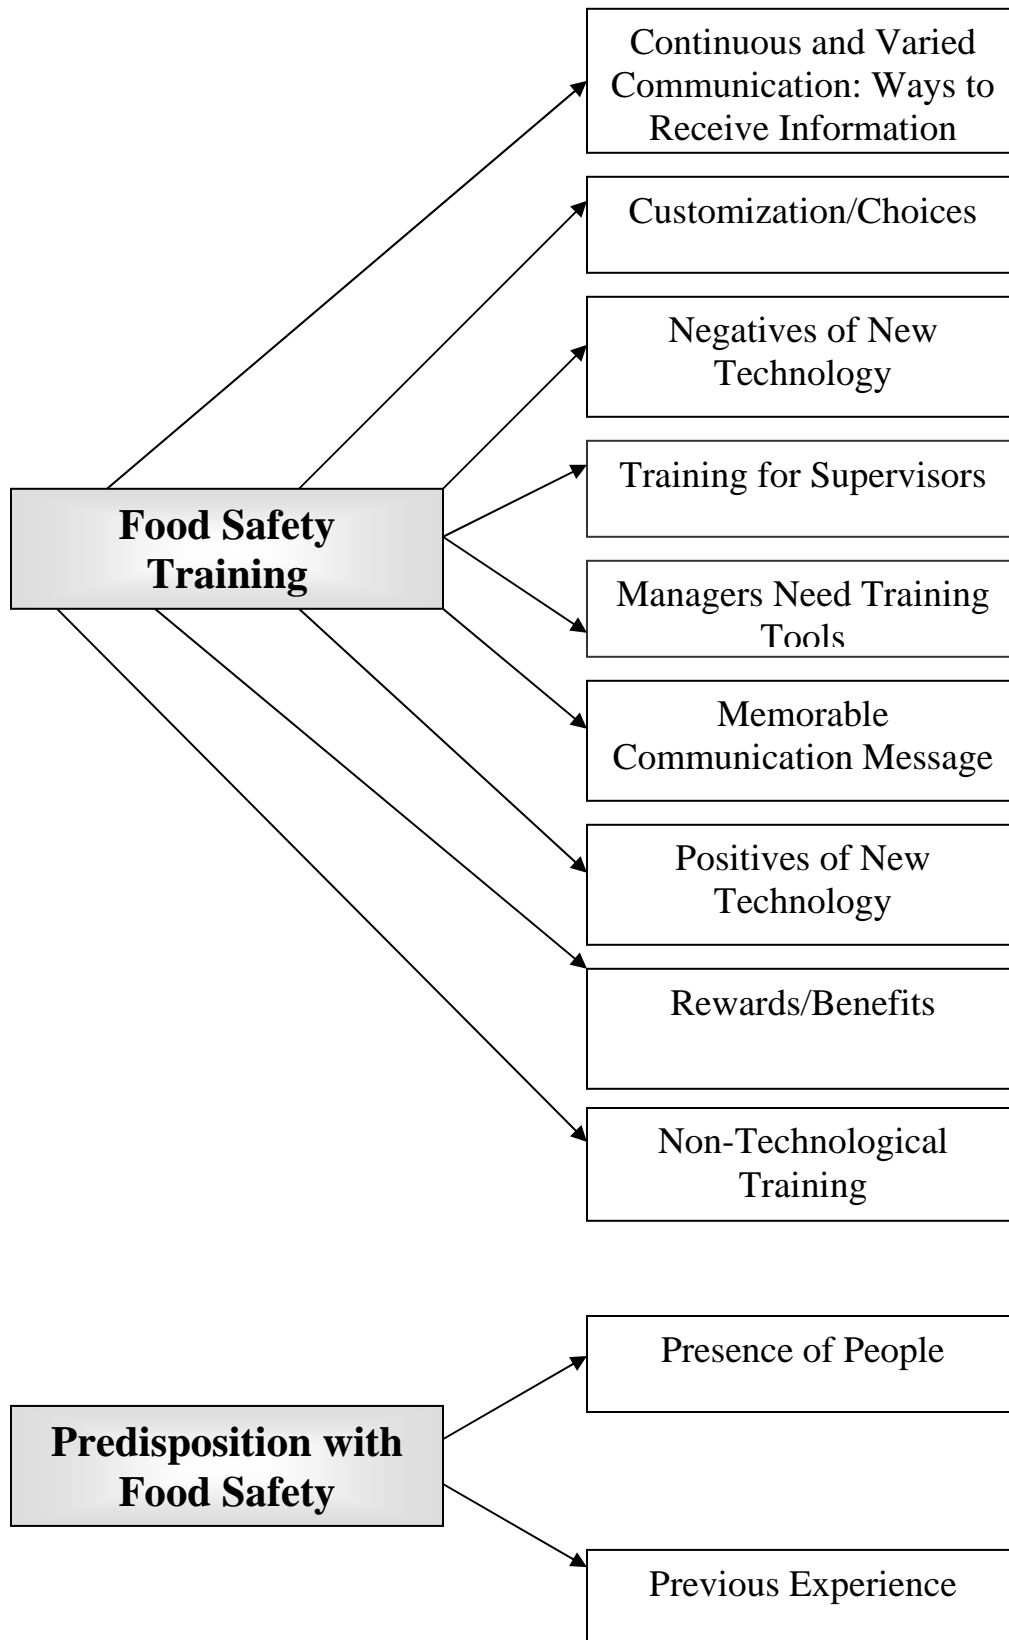 Continuous and Varied
Communication: Ways to
Receive Information
Customization/Choices
Negatives of New
Technology
Training for Supervisors
Food Safety
Training
Managers Need Training
Tools
Memorable
Communication Message
Positives of New
Technology
Rewards/Benefits
Non-Technological
Training
Presence of People
Predisposition with
Food Safety
Previous Experience